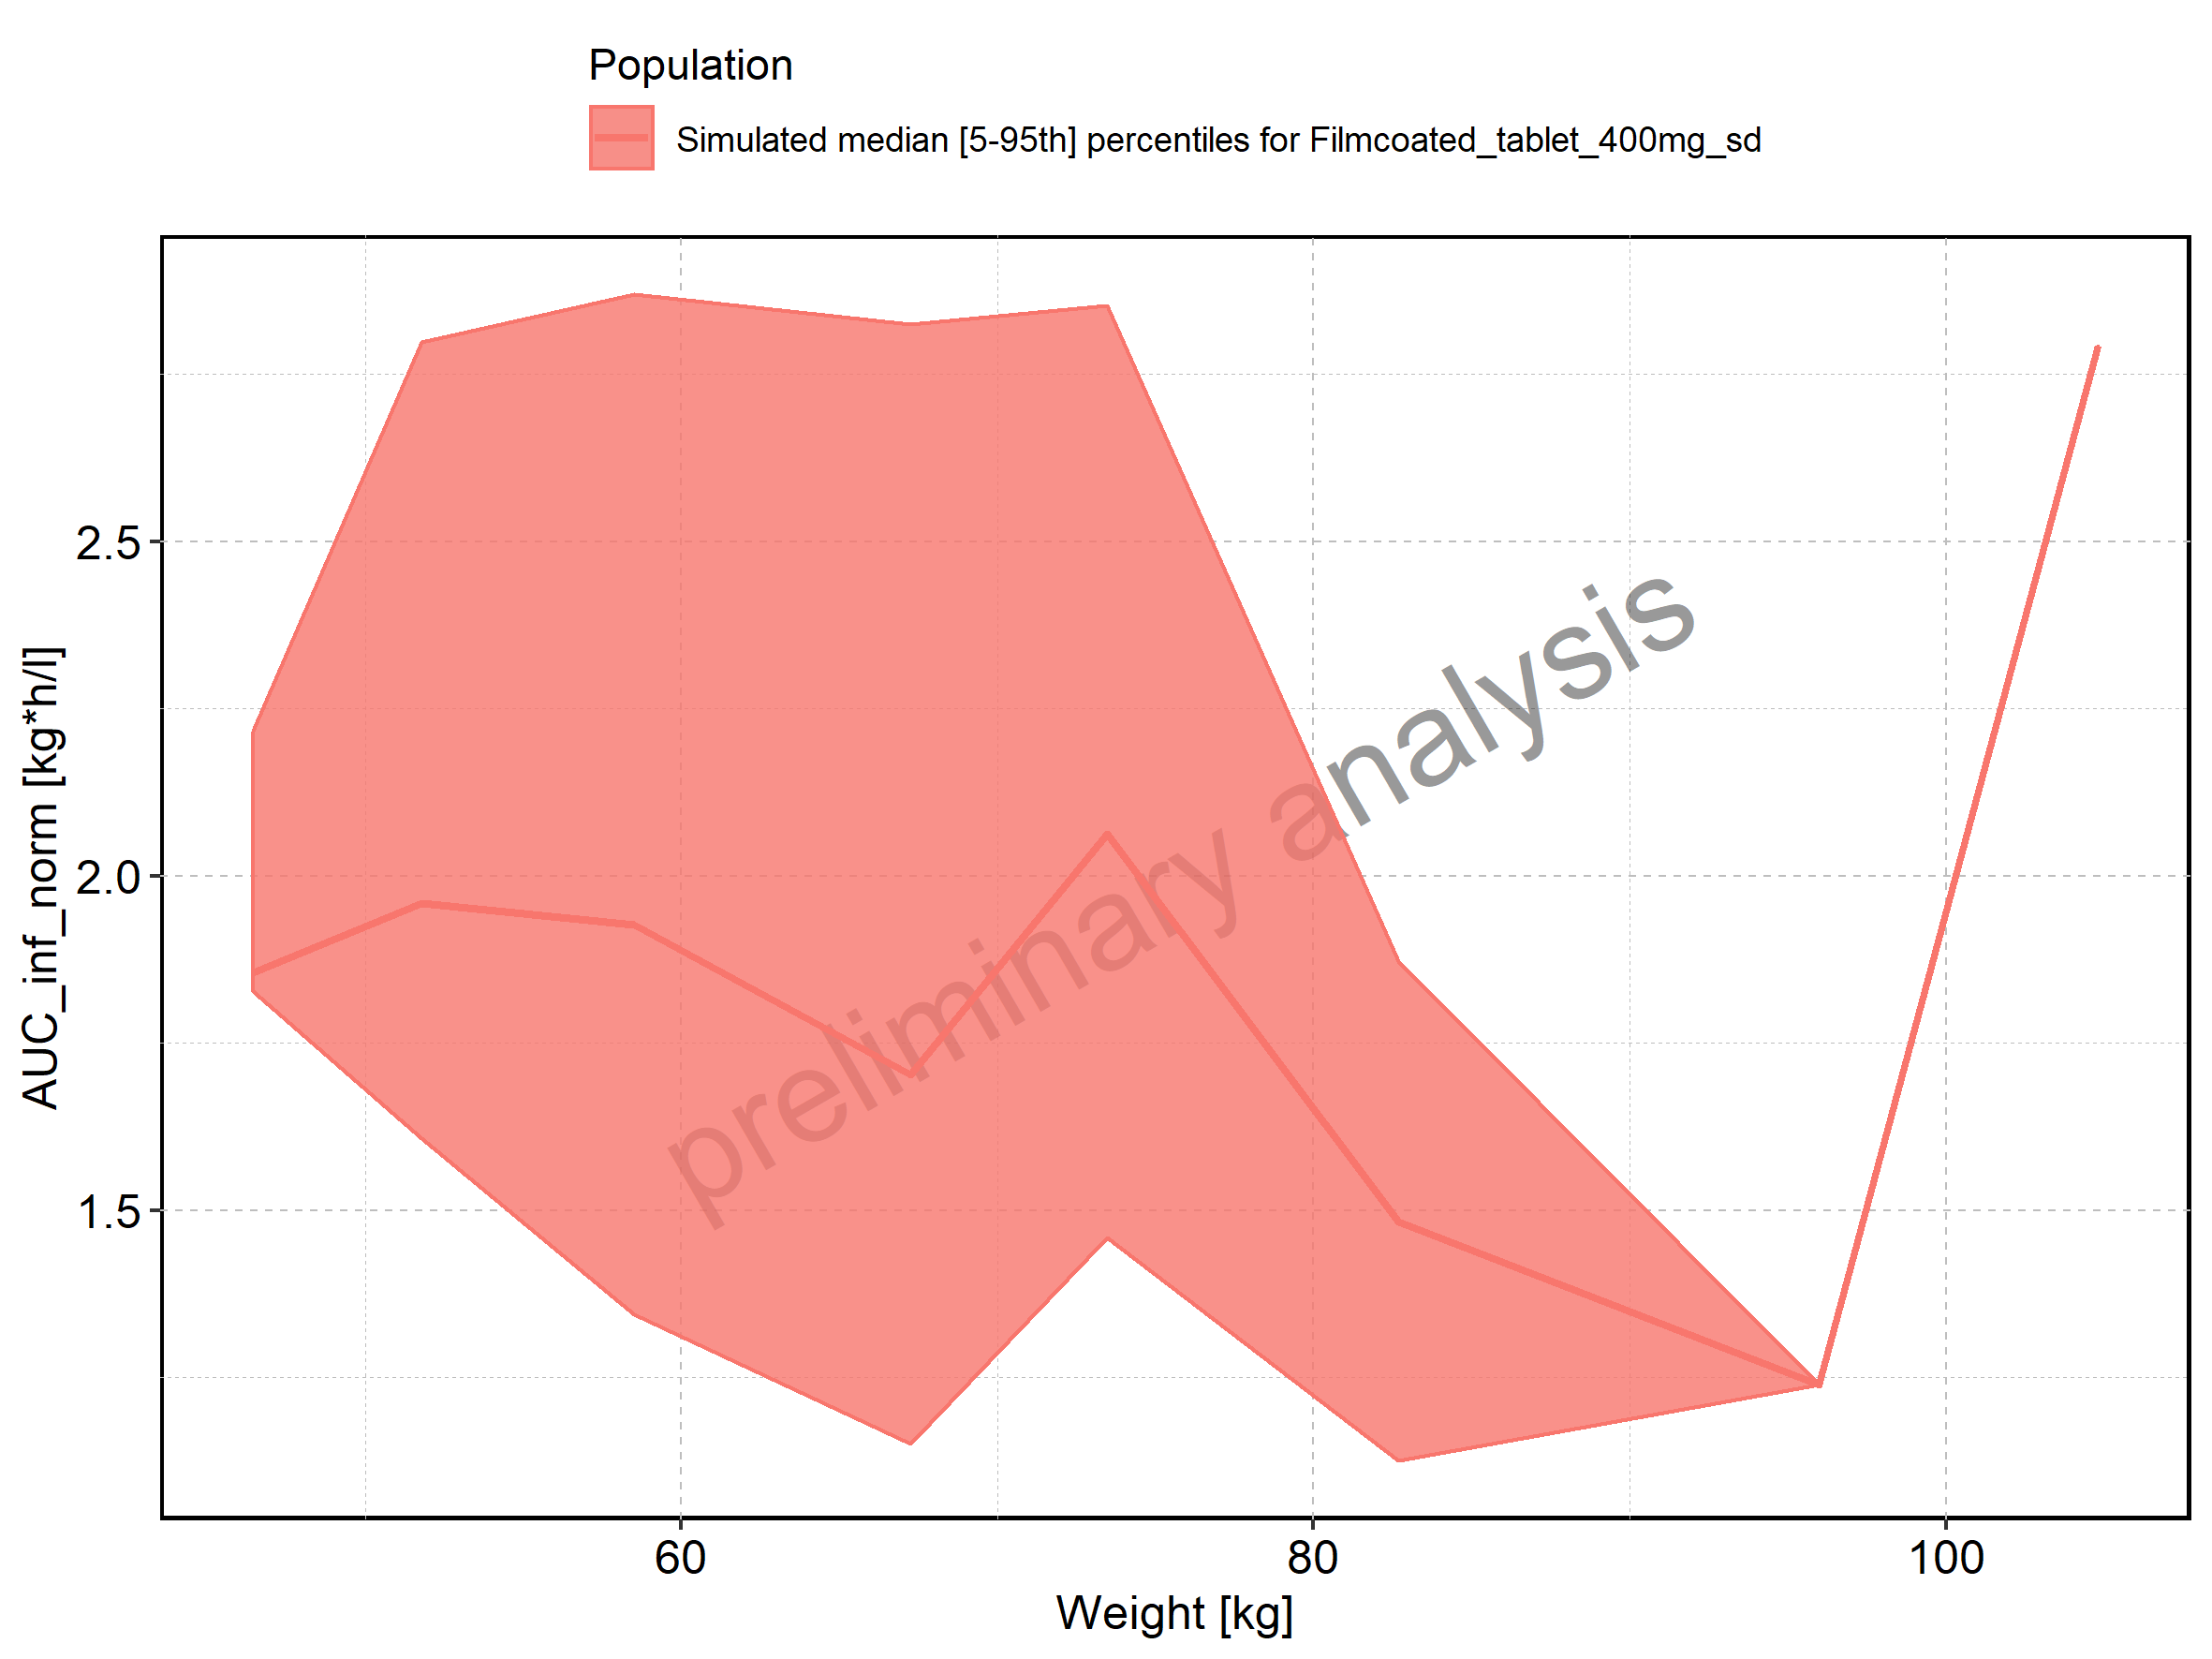 Population
Simulated median [5-95th] percentiles for Filmcoated_tablet_400mg_sd
AUC_inf_norm [kg*h/l]
2.5
2.0
1.5
preliminary analysis
60
80
100
Weight [kg]